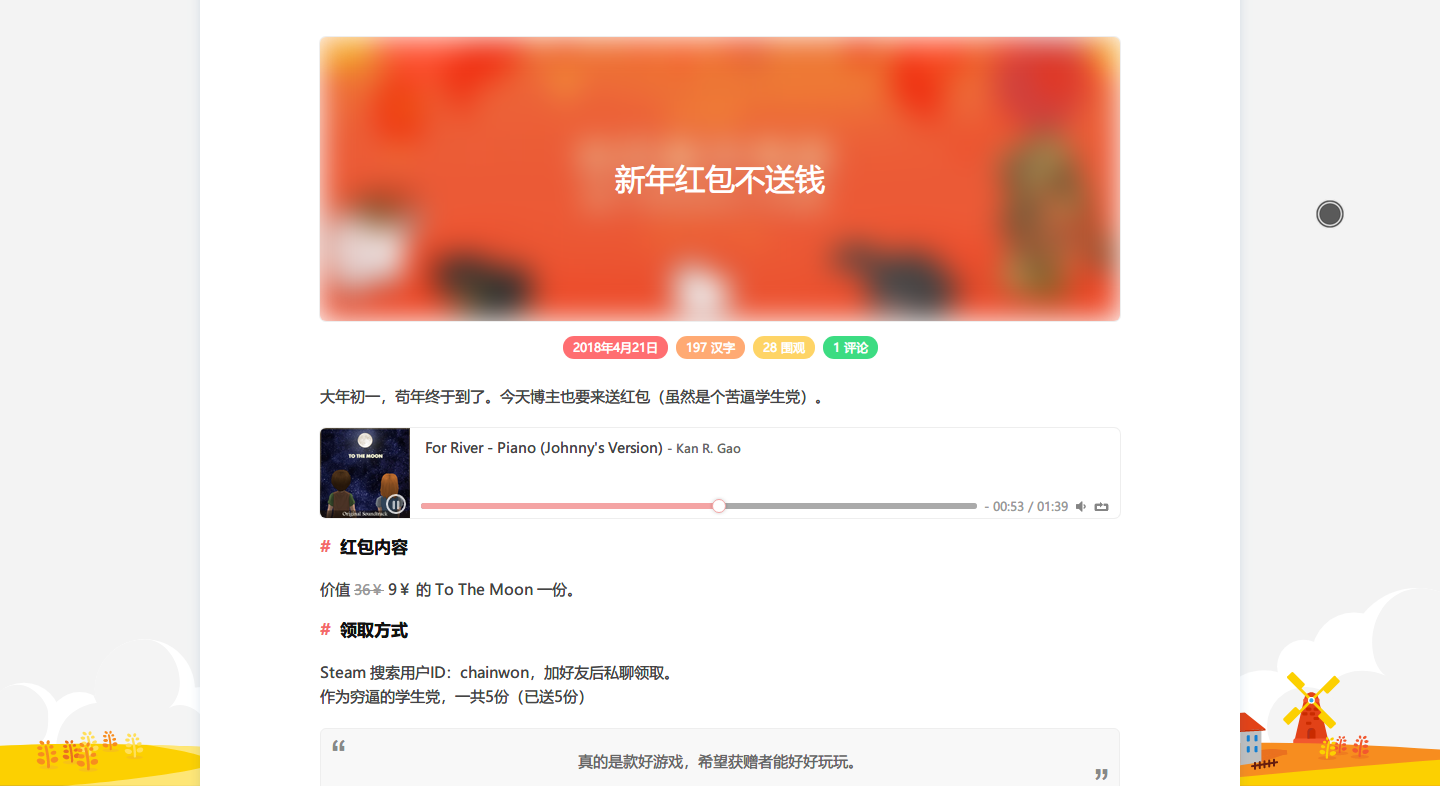 新年红包不送钱
2018年4月21日 197 汉字 28 围观 1 评论
大年初一，苟年终于到了。今天博主也要来送红包（虽然是个苦逼学生党）。
TO THE MOON
Original Soundtrack
For River - Piano (Johnny's Version) - Kan R. Gao
- 00:53 / 01:39
# 红包内容
价值 36￥ 9￥ 的 To The Moon 一份。
# 领取方式
Steam 搜索用户ID：chainwon，加好友后私聊领取。
作为穷逼的学生党，一共5份（已送5份）
“
真的是款好游戏，希望获赠者能好好玩玩。
”